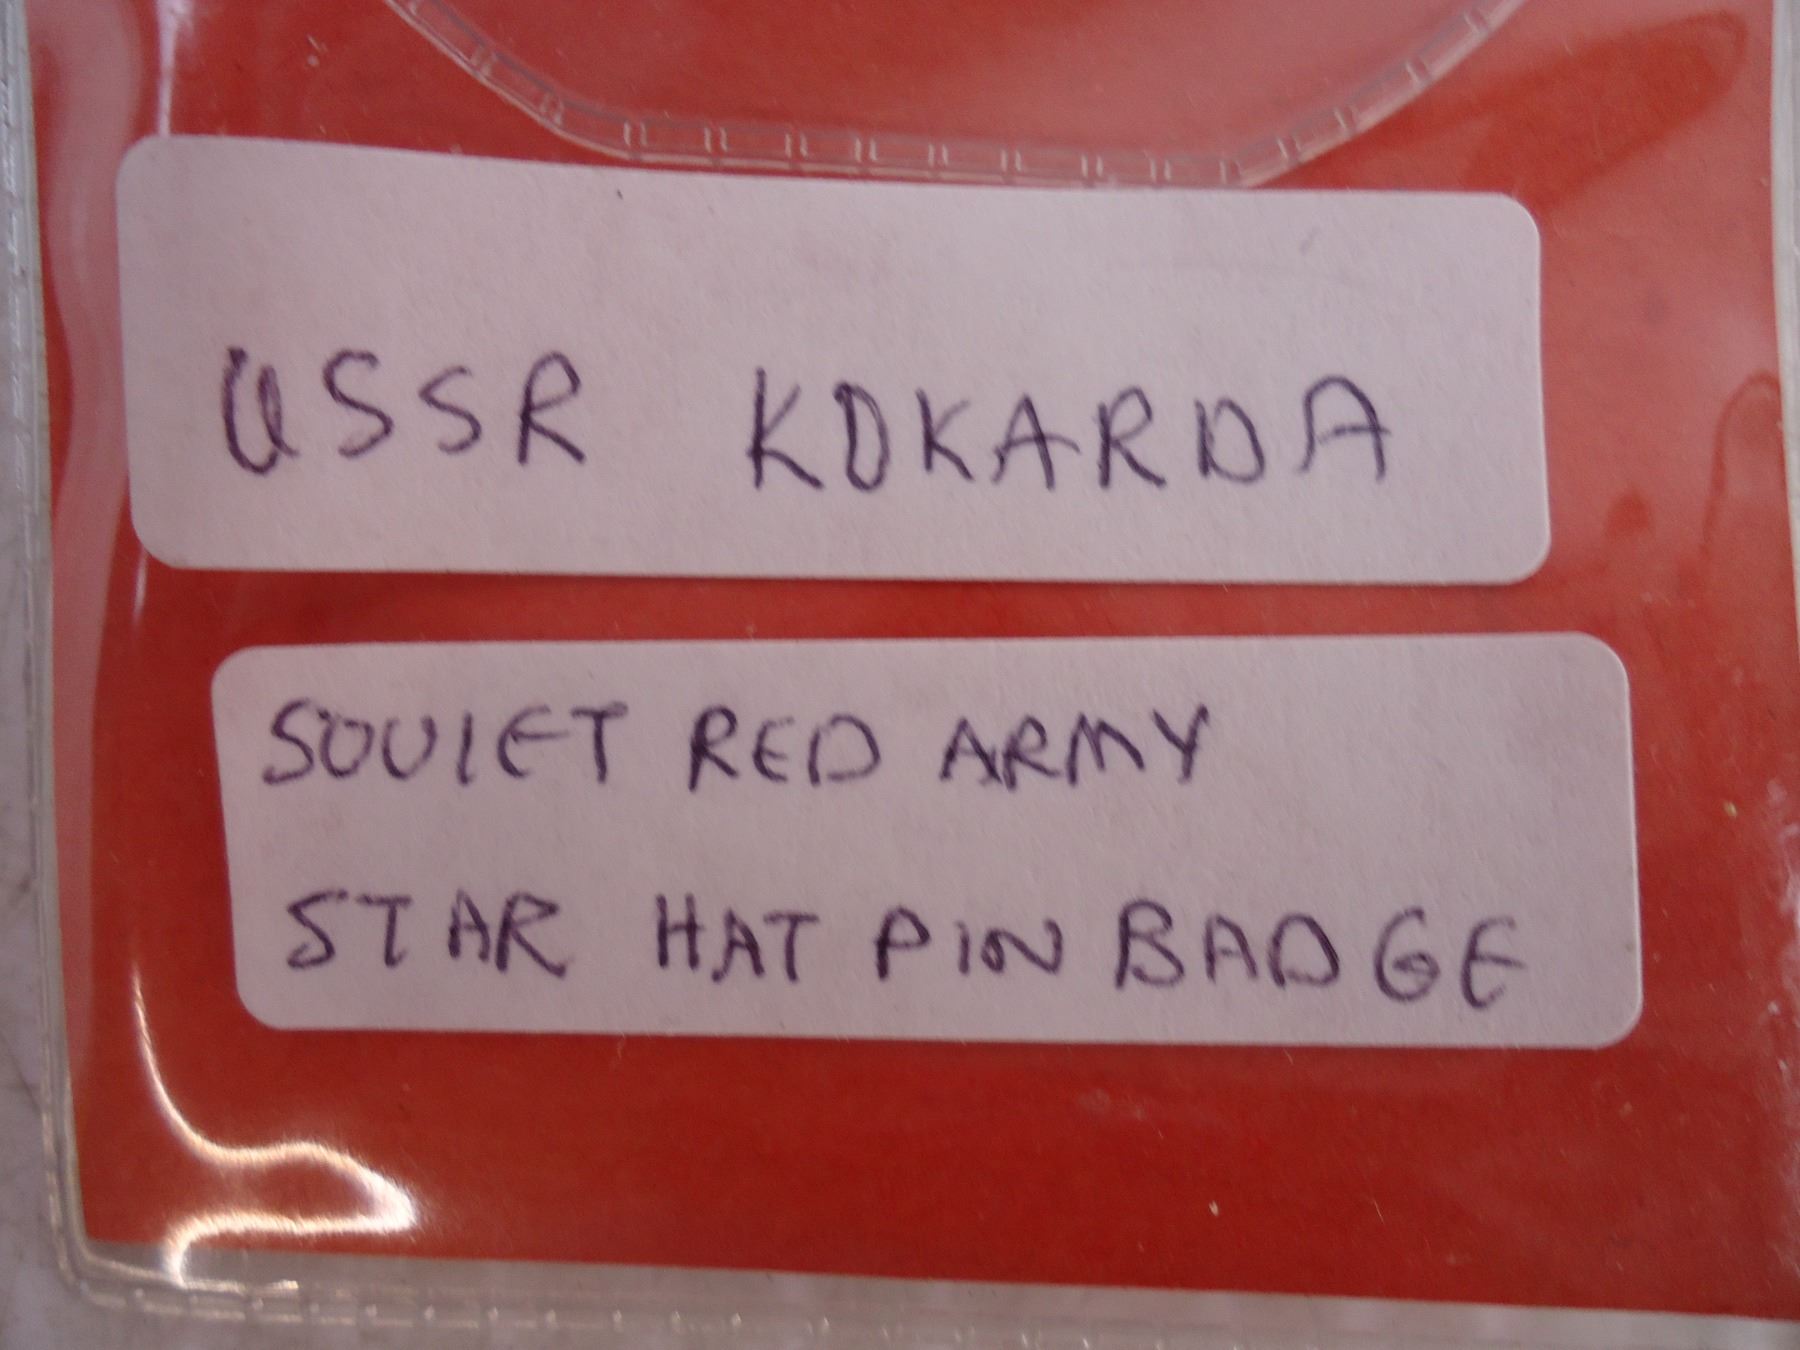 USSR KOKARDA
SOVIET RED ARMY
STAR HAT PIN BADGE